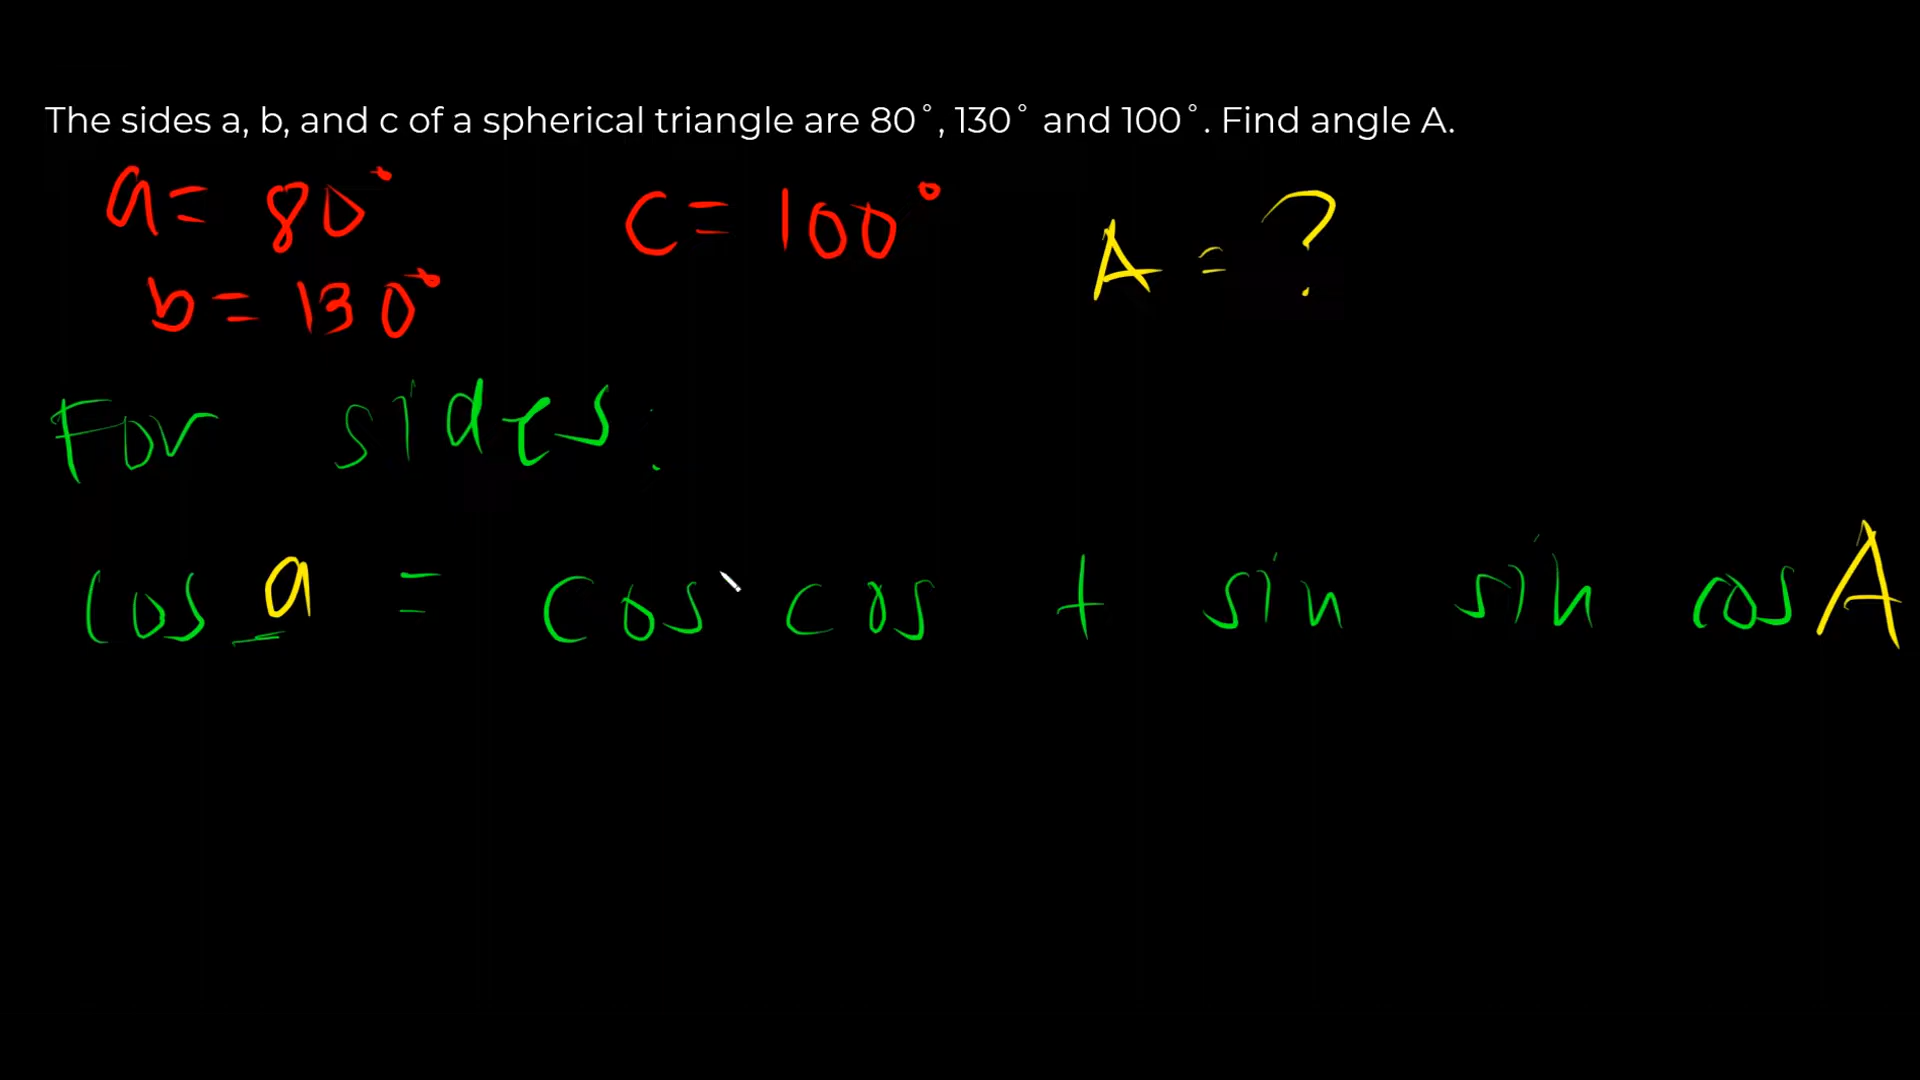 The sides a, b, and c of a spherical triangle are 80°, 130° and 100°. Find angle A.
a = 80° c = 100° A = ?
b = 130°
For sides:
cos a = cos cos + sin sin cos A